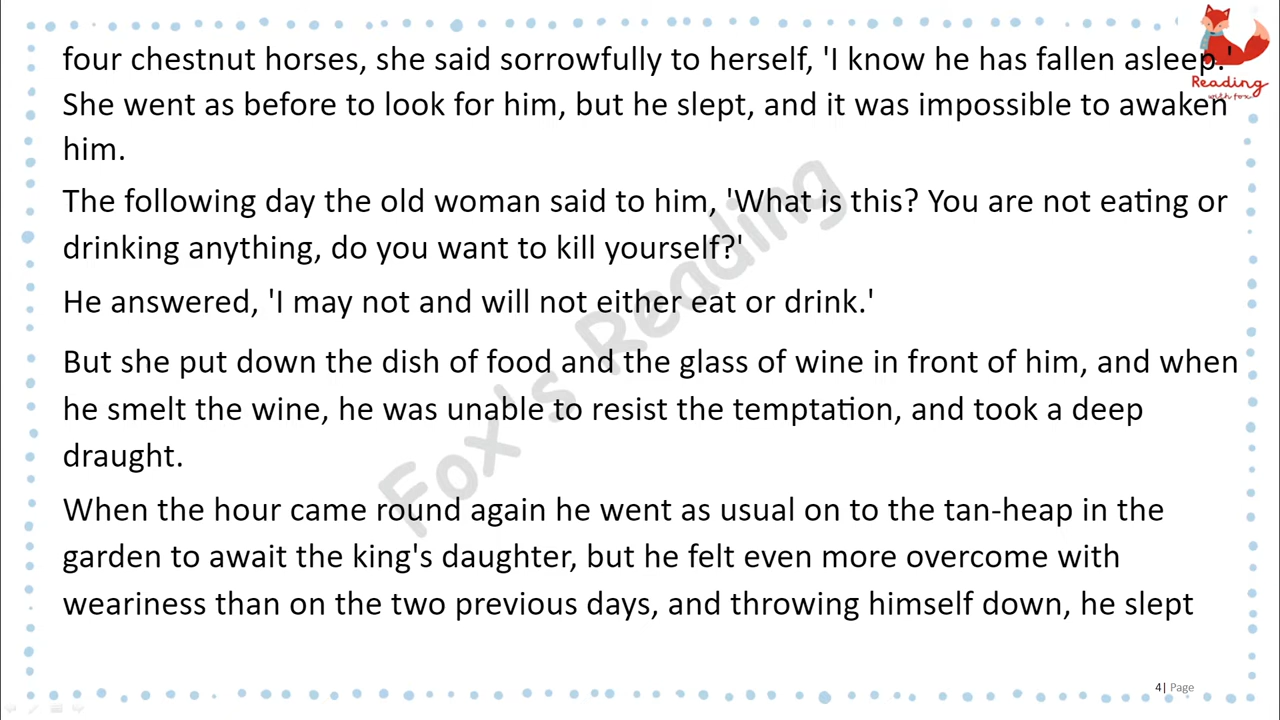 four chestnut horses, she said sorrowfully to herself, 'I know he has fallen asleep.'
She went as before to look for him, but he slept, and it was impossible to awaken
him.
The following day the old woman said to him, 'What is this? You are not eating or
drinking anything, do you want to kill yourself?'
He answered, 'I may not and will not either eat or drink.'
But she put down the dish of food and the glass of wine in front of him, and when
he smelt the wine, he was unable to resist the temptation, and took a deep
draught.
When the hour came round again he went as usual on to the tan-heap in the
garden to await the king's daughter, but he felt even more overcome with
weariness than on the two previous days, and throwing himself down, he slept
4| Page
Reading
with fox
Fox's Reading